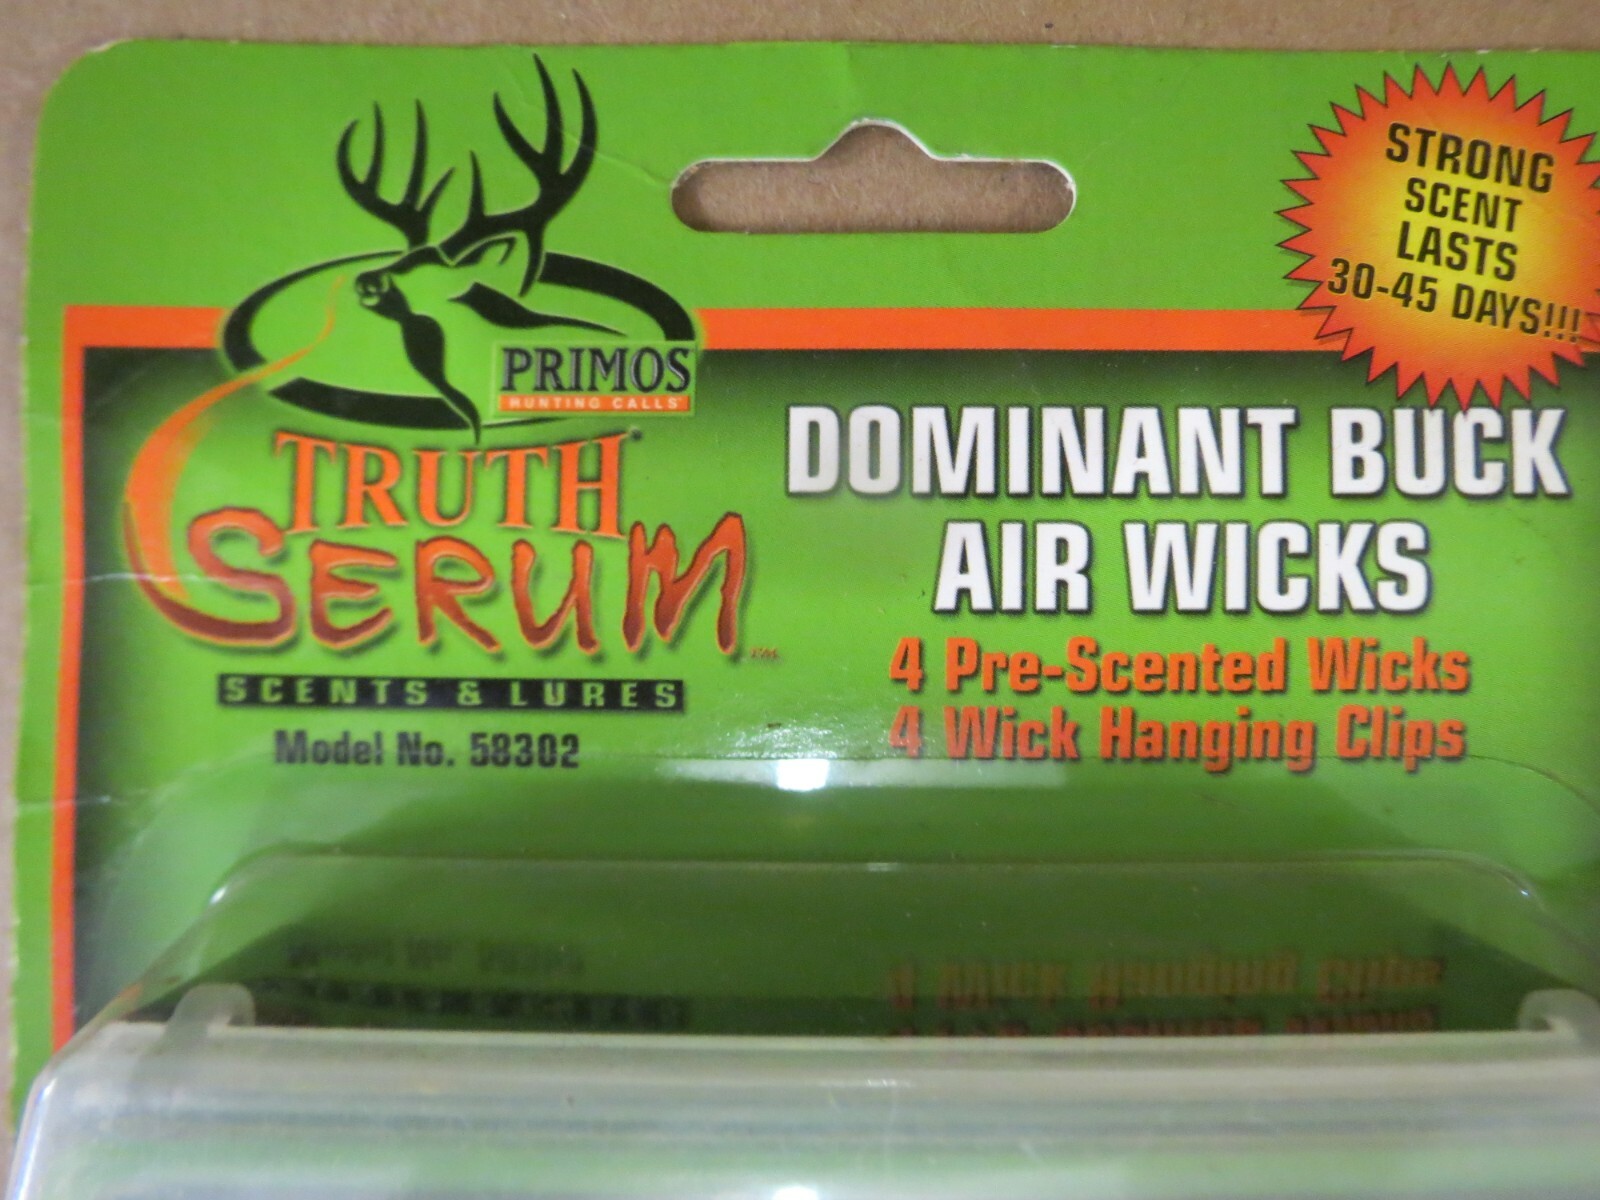 STRONG
SCENT
LASTS
30-45 DAYS!!!
PRIMOS
HUNTING CALLS
TRUTH
SERUM™
SCENTS & LURES
Model No. 58302
DOMINANT BUCK
AIR WICKS
4 Pre-Scented Wicks
4 Wick Hanging Clips